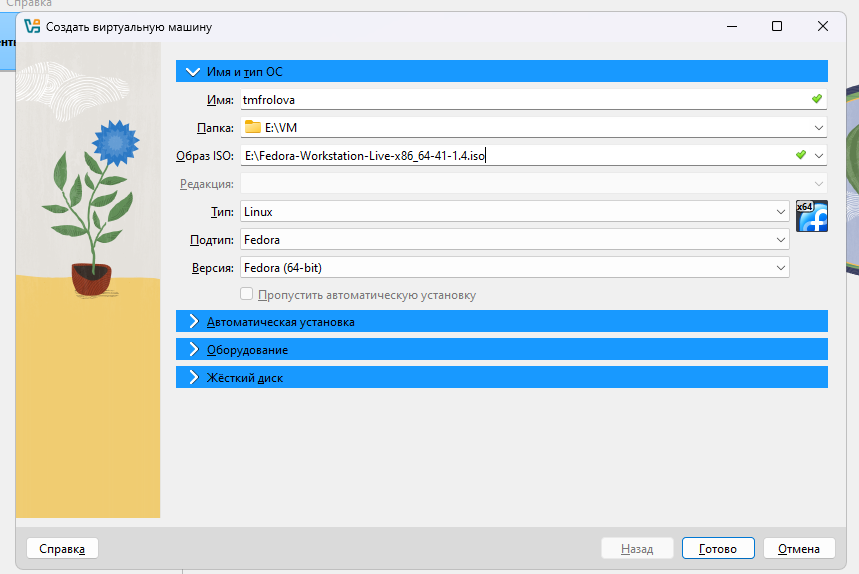 Справка
Создать виртуальную машину
Имя и тип ОС
Имя: tmfrolova
Папка: E:\VM
Образ ISO: E:\Fedora-Workstation-Live-x86_64-41-1.4.iso
Редакция:
Тип: Linux
x64
Подтип: Fedora
Версия: Fedora (64-bit)
Пропустить автоматическую установку
Автоматическая установка
Оборудование
Жёсткий диск
Справка
Назад
Готово
Отмена